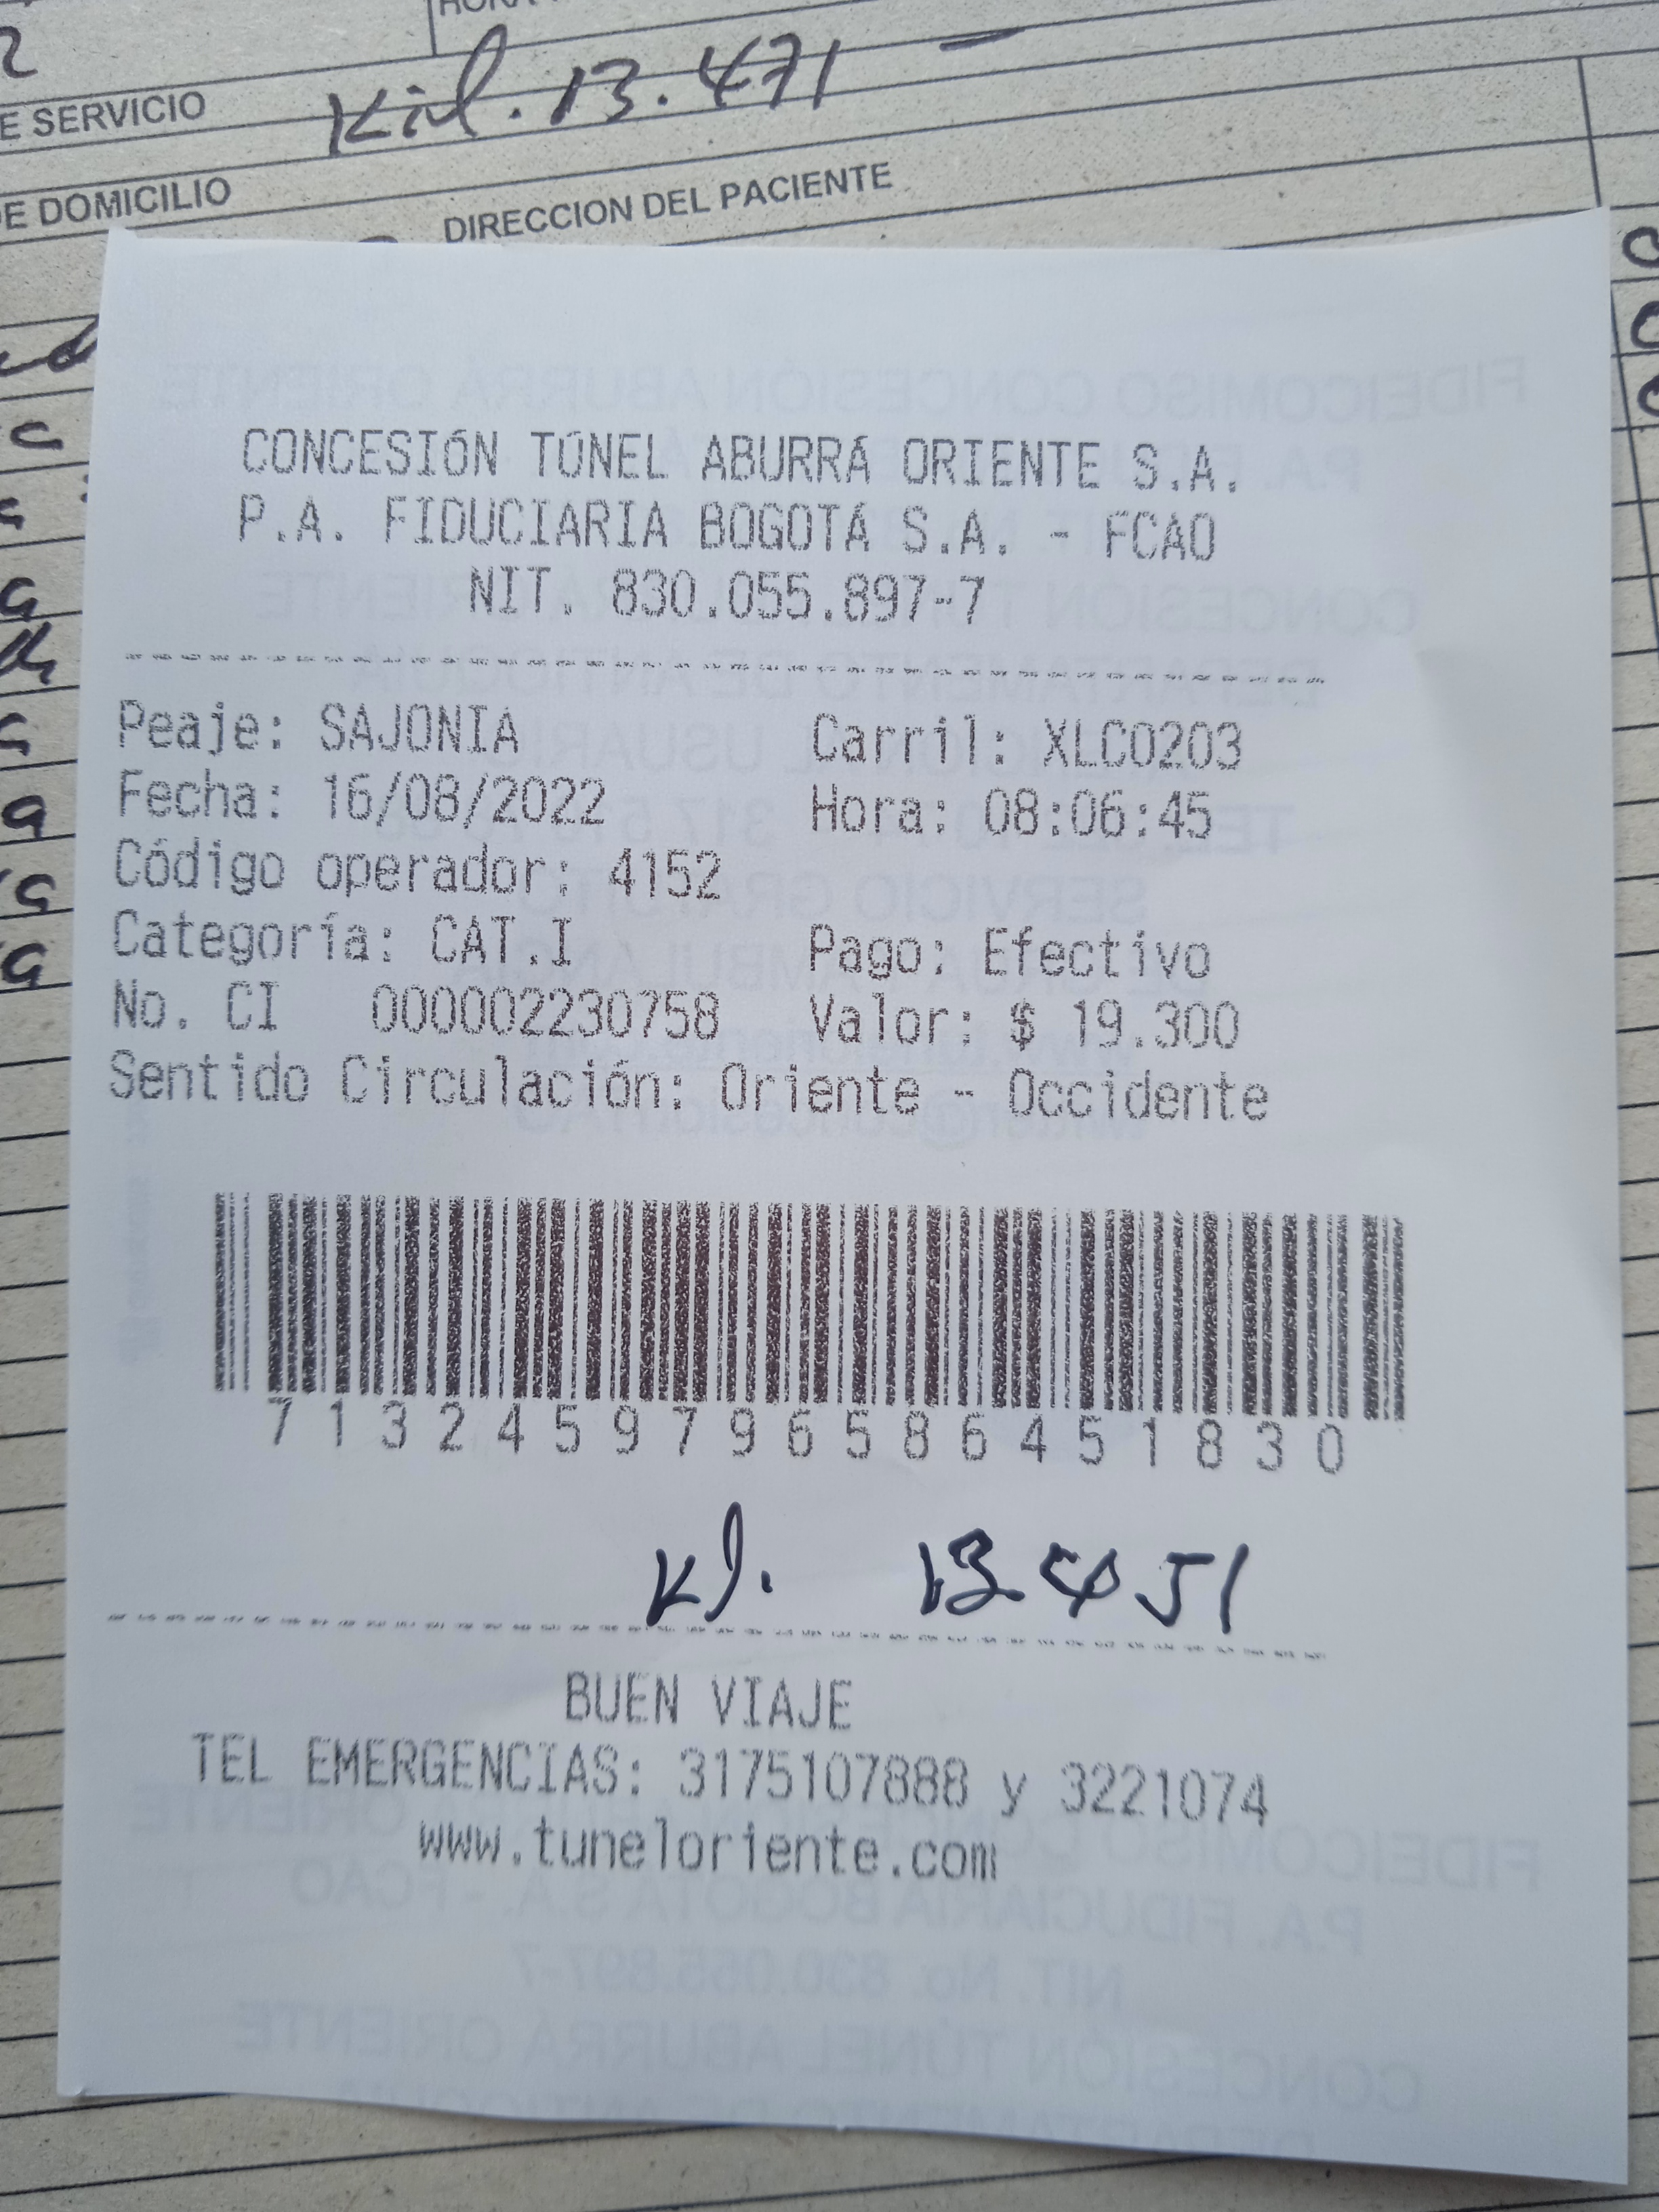 Kil. 13.471 -
E SERVICIO
DE DOMICILIO
DIRECCION DEL PACIENTE
CONCESIÓN TÚNEL ABURRÁ ORIENTE S.A.
P.A. FIDUCIARIA BOGOTÁ S.A. - FCAO
NIT. 830.055.897-7
Peaje: SAJONIA Carril: XLC0203
Fecha: 16/08/2022 Hora: 08:06:45
Código operador: 4152
Categoría: CAT.I Pago: Efectivo
No. CI 000002230758 Valor: $ 19.300
Sentido Circulación: Oriente - Occidente
7132459796586451830
Kl. 13451
BUEN VIAJE
TEL EMERGENCIAS: 3175107888 y 3221074
www.tuneloriente.com